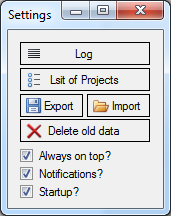 Settings
Log
Lsit of Projects
Export Import
Delete old data
Always on top?
Notifications?
Startup?